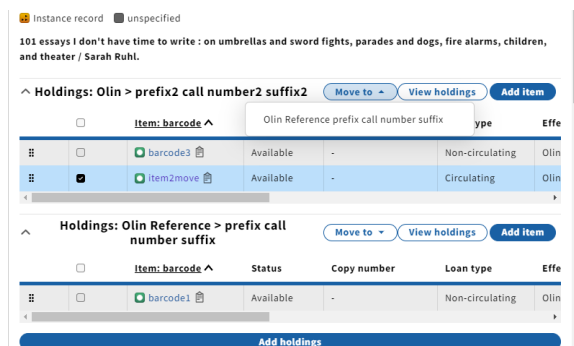 Instance record unspecified
101 essays I don't have time to write : on umbrellas and sword fights, parades and dogs, fire alarms, children,
and theater / Sarah Ruhl.
Holdings: Olin > prefix2 call number2 suffix2 Move to View holdings Add item
Olin Reference prefix call number suffix
Item: barcode ype Effe
barcode3 Available - Non-circulating Olin
item2move Available - Circulating Olin
Holdings: Olin Reference > prefix call
number suffix
Move to View holdings Add item
Item: barcode Status Copy number Loan type Effe
barcode1 Available - Non-circulating Olin
Add holdings